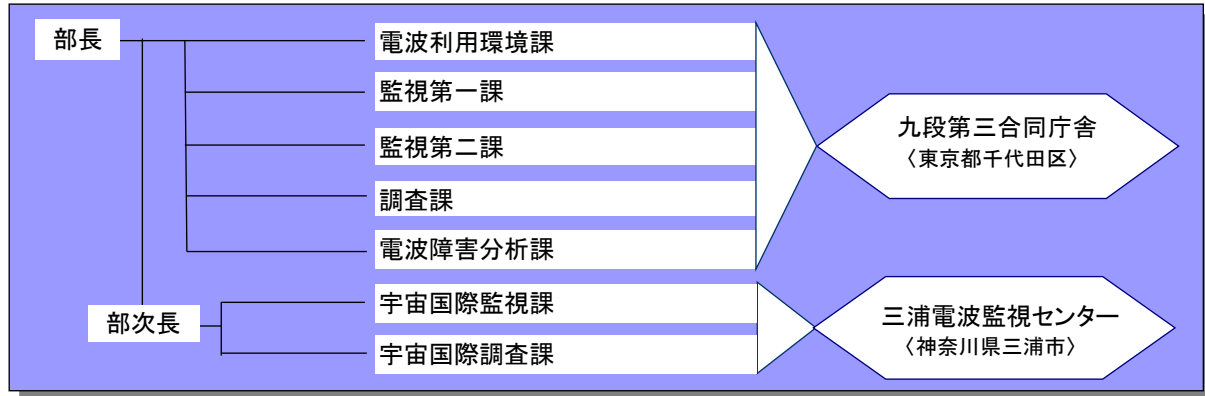 部長
電波利用環境課
監視第一課
監視第二課
調査課
電波障害分析課
九段第三合同庁舎
〈東京都千代田区〉
部次長
宇宙国際監視課
宇宙国際調査課
三浦電波監視センター
〈神奈川県三浦市〉